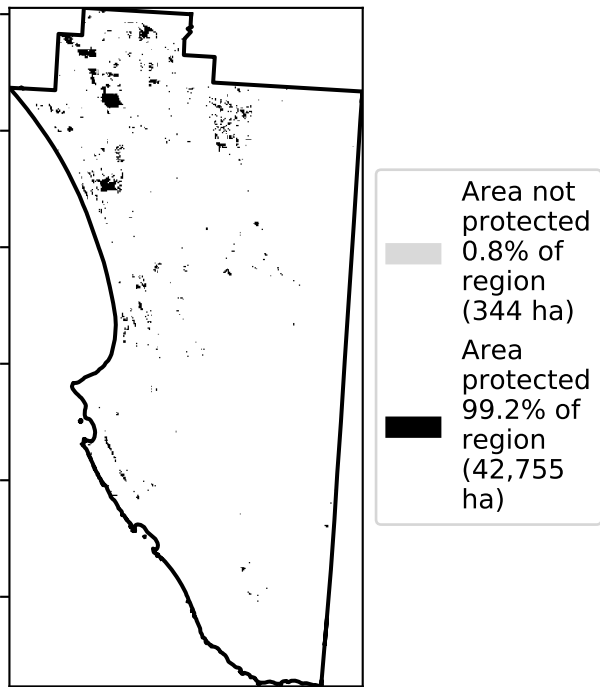 Area not
protected
0.8% of
region
(344 ha)
Area
protected
99.2% of
region
(42,755
ha)